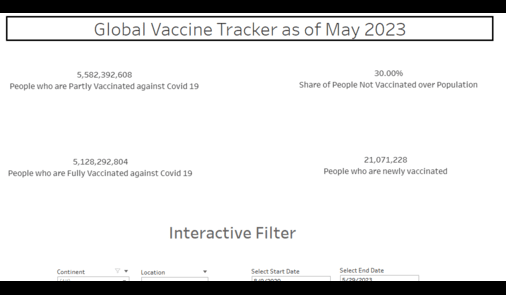 Global Vaccine Tracker as of May 2023
5,582,392,608
People who are Partly Vaccinated against Covid 19
30.00%
Share of People Not Vaccinated over Population
5,128,292,804
People who are Fully Vaccinated against Covid 19
21,071,228
People who are newly vaccinated
Interactive Filter
Continent
Location
Select Start Date
Select End Date
5/29/2023